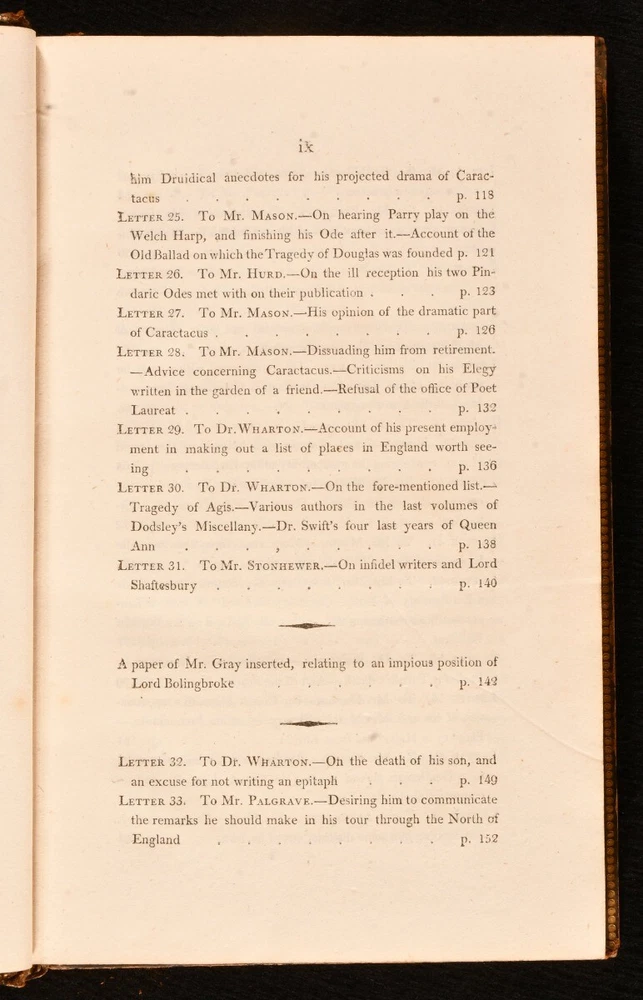 ix
him Druidical anecdotes for his projected drama of Carac-
tacus . . . . . . . . . p. 118
LETTER 25. To Mr. MASON.—On hearing Parry play on the
Welch Harp, and finishing his Ode after it.—Account of the
Old Ballad on which the Tragedy of Douglas was founded p. 121
LETTER 26. To Mr. HURD.—On the ill reception his two Pin-
daric Odes met with on their publication . . . p. 123
LETTER 27. To Mr. MASON.—His opinion of the dramatic part
of Caractacus . . . . . . . . p. 126
LETTER 28. To Mr. MASON.—Dissuading him from retirement.
—Advice concerning Caractacus.—Criticisms on his Elegy
written in the garden of a friend.—Refusal of the office of Poet
Laureat . . . . . . . . . p. 132
LETTER 29. To Dr. WHARTON.—Account of his present employ-
ment in making out a list of places in England worth see-
ing . . . . . . . . . p. 136
LETTER 30. To Dr. WHARTON.—On the fore-mentioned list.—
Tragedy of Agis.—Various authors in the last volumes of
Dodsley's Miscellany.—Dr. Swift's four last years of Queen
Ann . . . , . . . . . p. 138
LETTER 31. To Mr. STONHEWER.—On infidel writers and Lord
Shaftesbury . . . . . . . . p. 140
A paper of Mr. Gray inserted, relating to an impious position of
Lord Bolingbroke . . . . . . p. 142
LETTER 32. To Dr. WHARTON.—On the death of his son, and
an excuse for not writing an epitaph . . . p. 149
LETTER 33. To Mr. PALGRAVE.—Desiring him to communicate
the remarks he should make in his tour through the North of
England . . . . . . . . p. 152